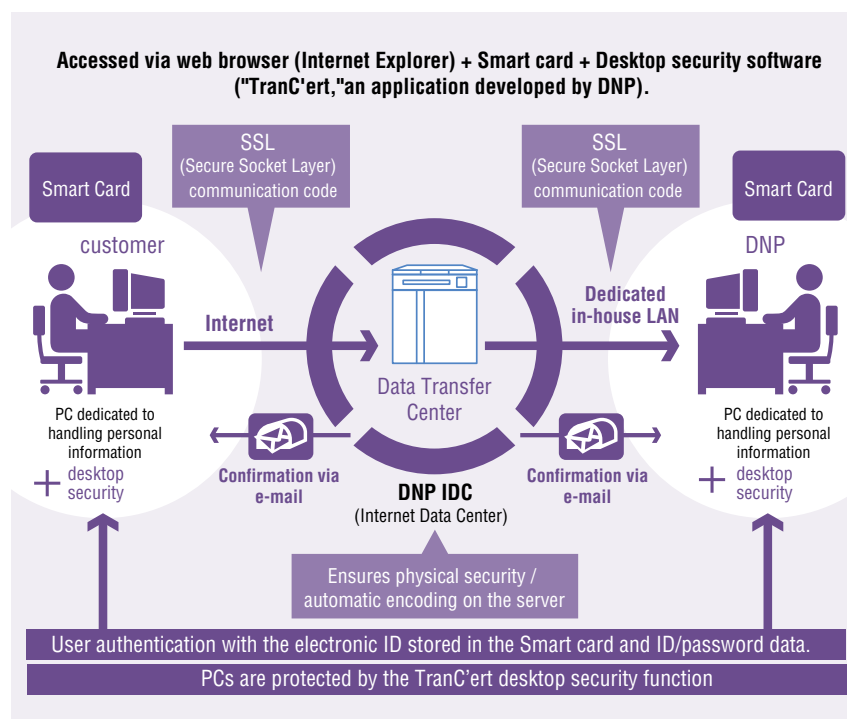 Accessed via web browser (Internet Explorer) + Smart card + Desktop security software
("TranC'ert,"an application developed by DNP).
SSL
(Secure Socket Layer)
communication code
SSL
(Secure Socket Layer)
communication code
Smart Card
Smart Card
customer
DNP
Internet
Dedicated
in-house LAN
Data Transfer
Center
PC dedicated to
handling personal
information
+ desktop
security
Confirmation via
e-mail
DNP IDC
(Internet Data Center)
Confirmation via
e-mail
PC dedicated to
handling personal
information
+ desktop
security
Ensures physical security /
automatic encoding on the server
User authentication with the electronic ID stored in the Smart card and ID/password data.
PCs are protected by the TranC’ert desktop security function